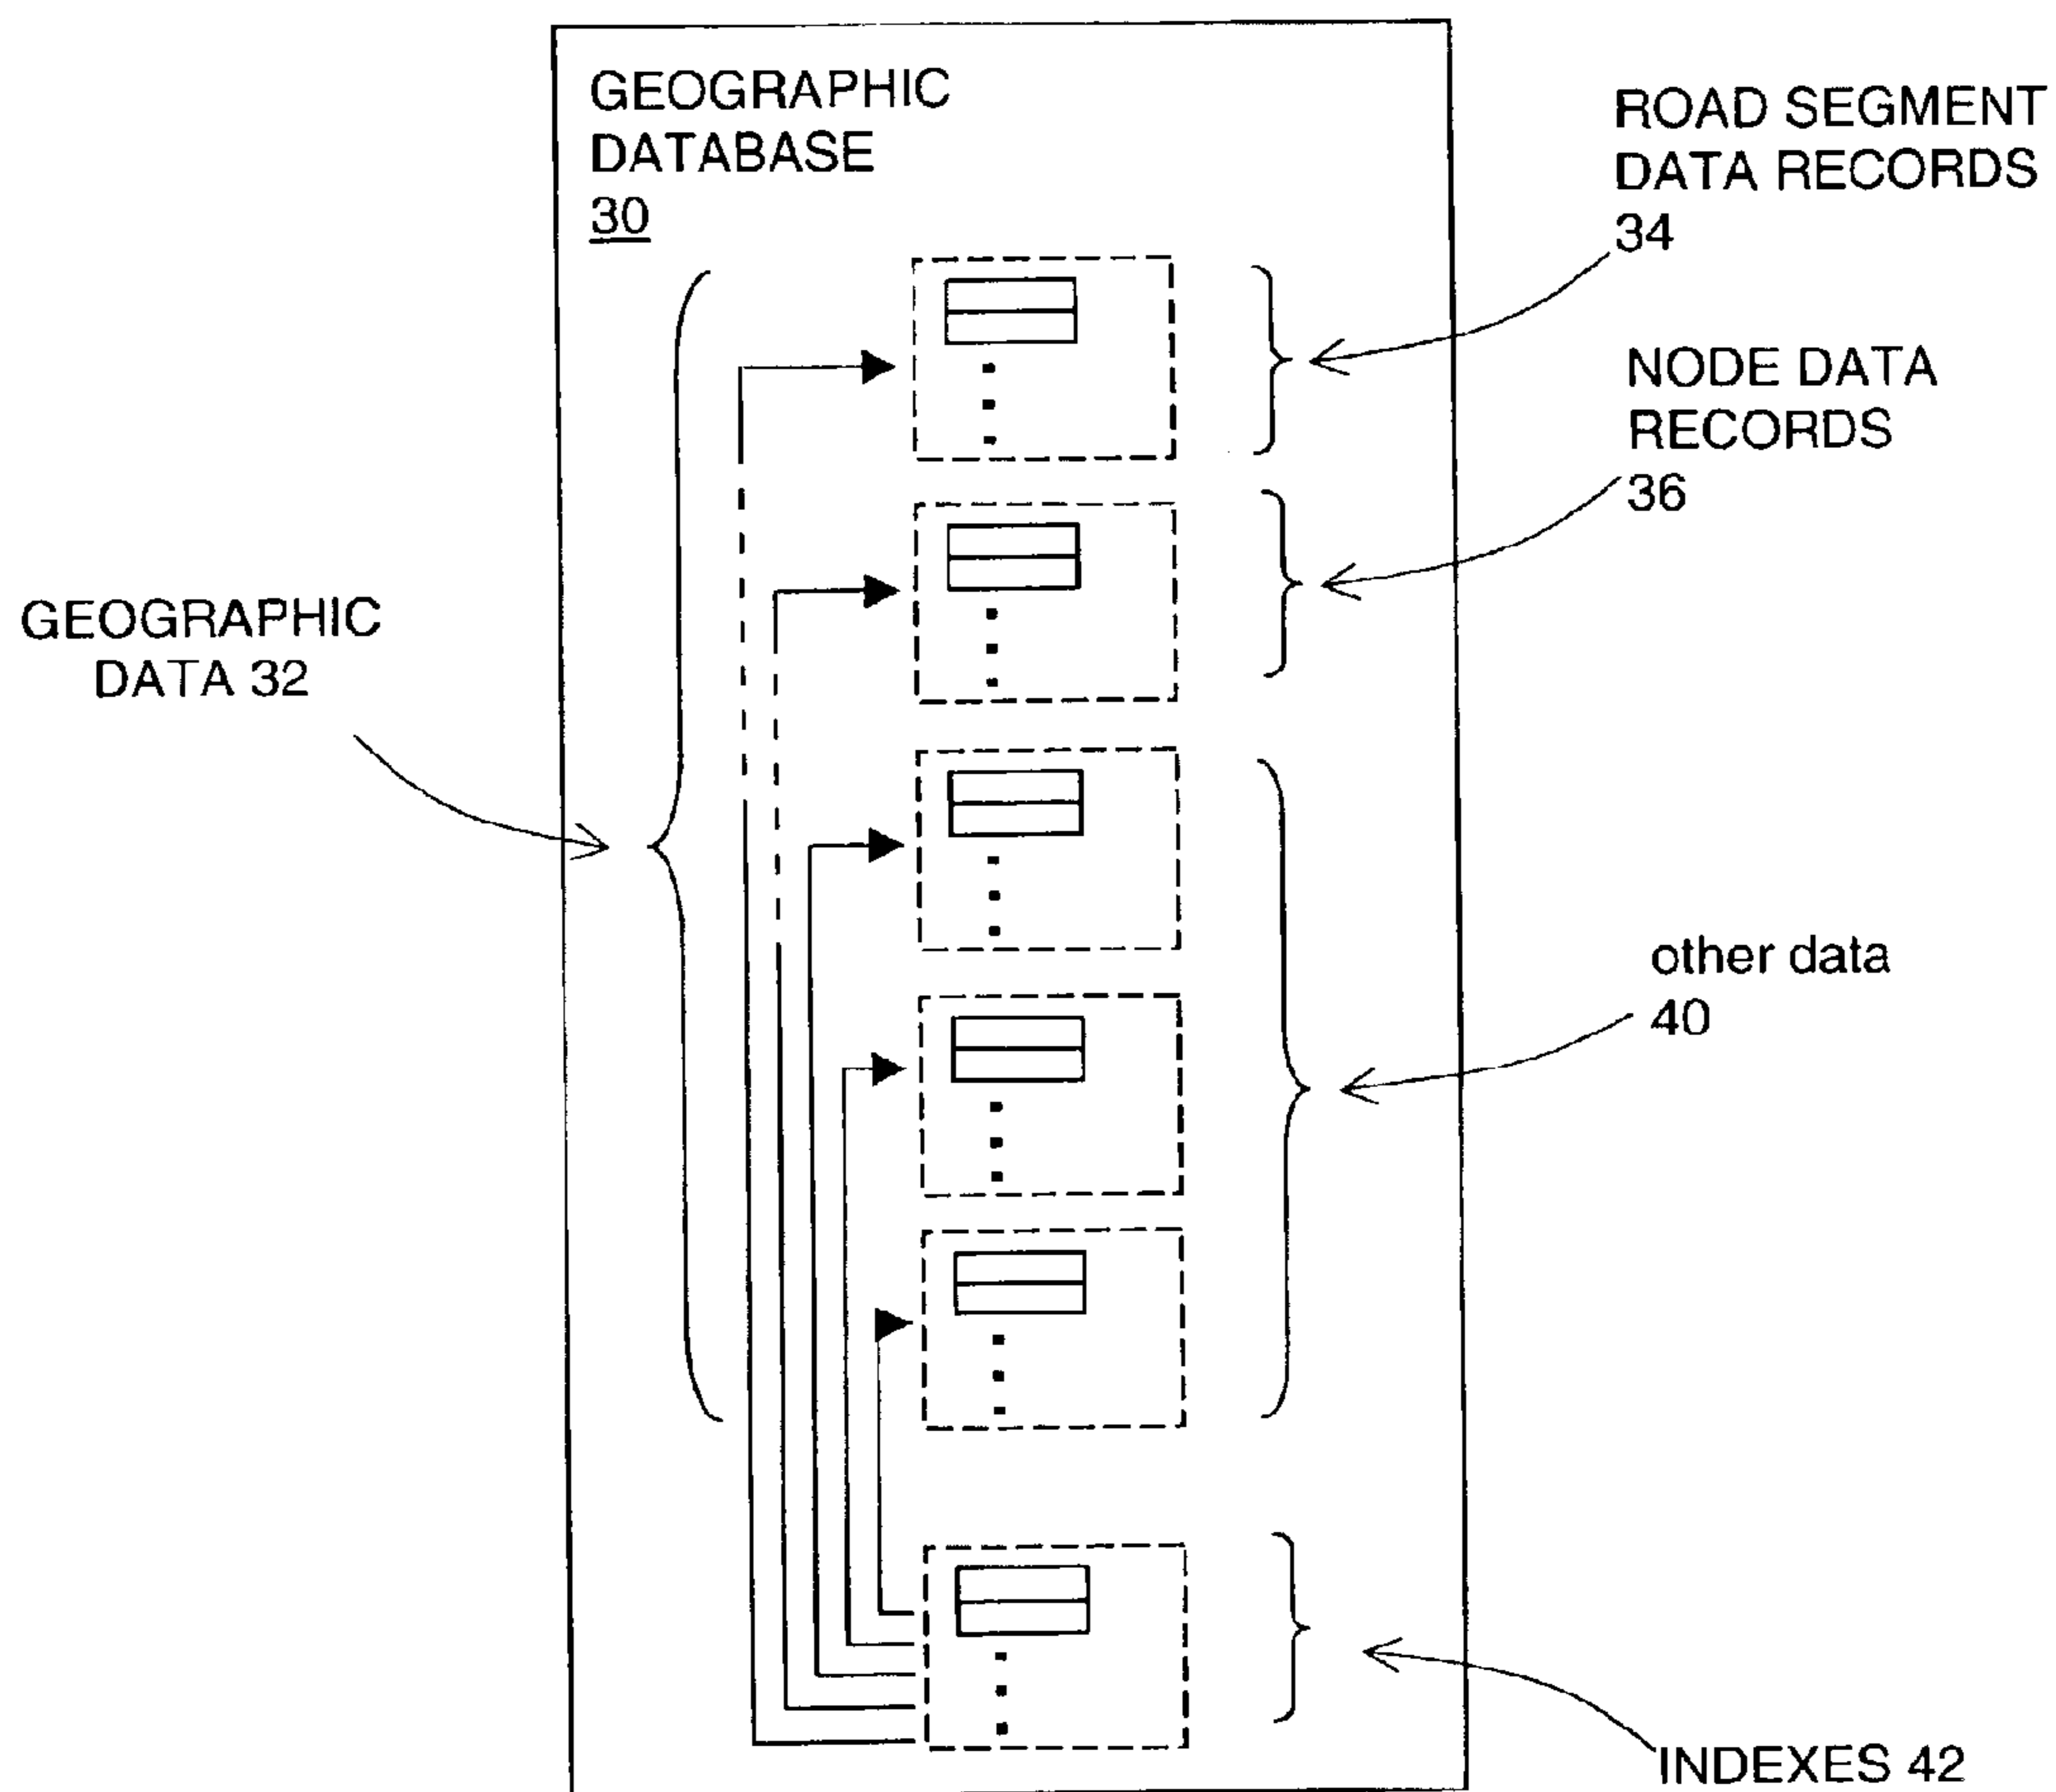 GEOGRAPHIC
DATABASE
30
ROAD SEGMENT
DATA RECORDS
34
NODE DATA
RECORDS
36
GEOGRAPHIC
DATA 32
other data
40
INDEXES 42